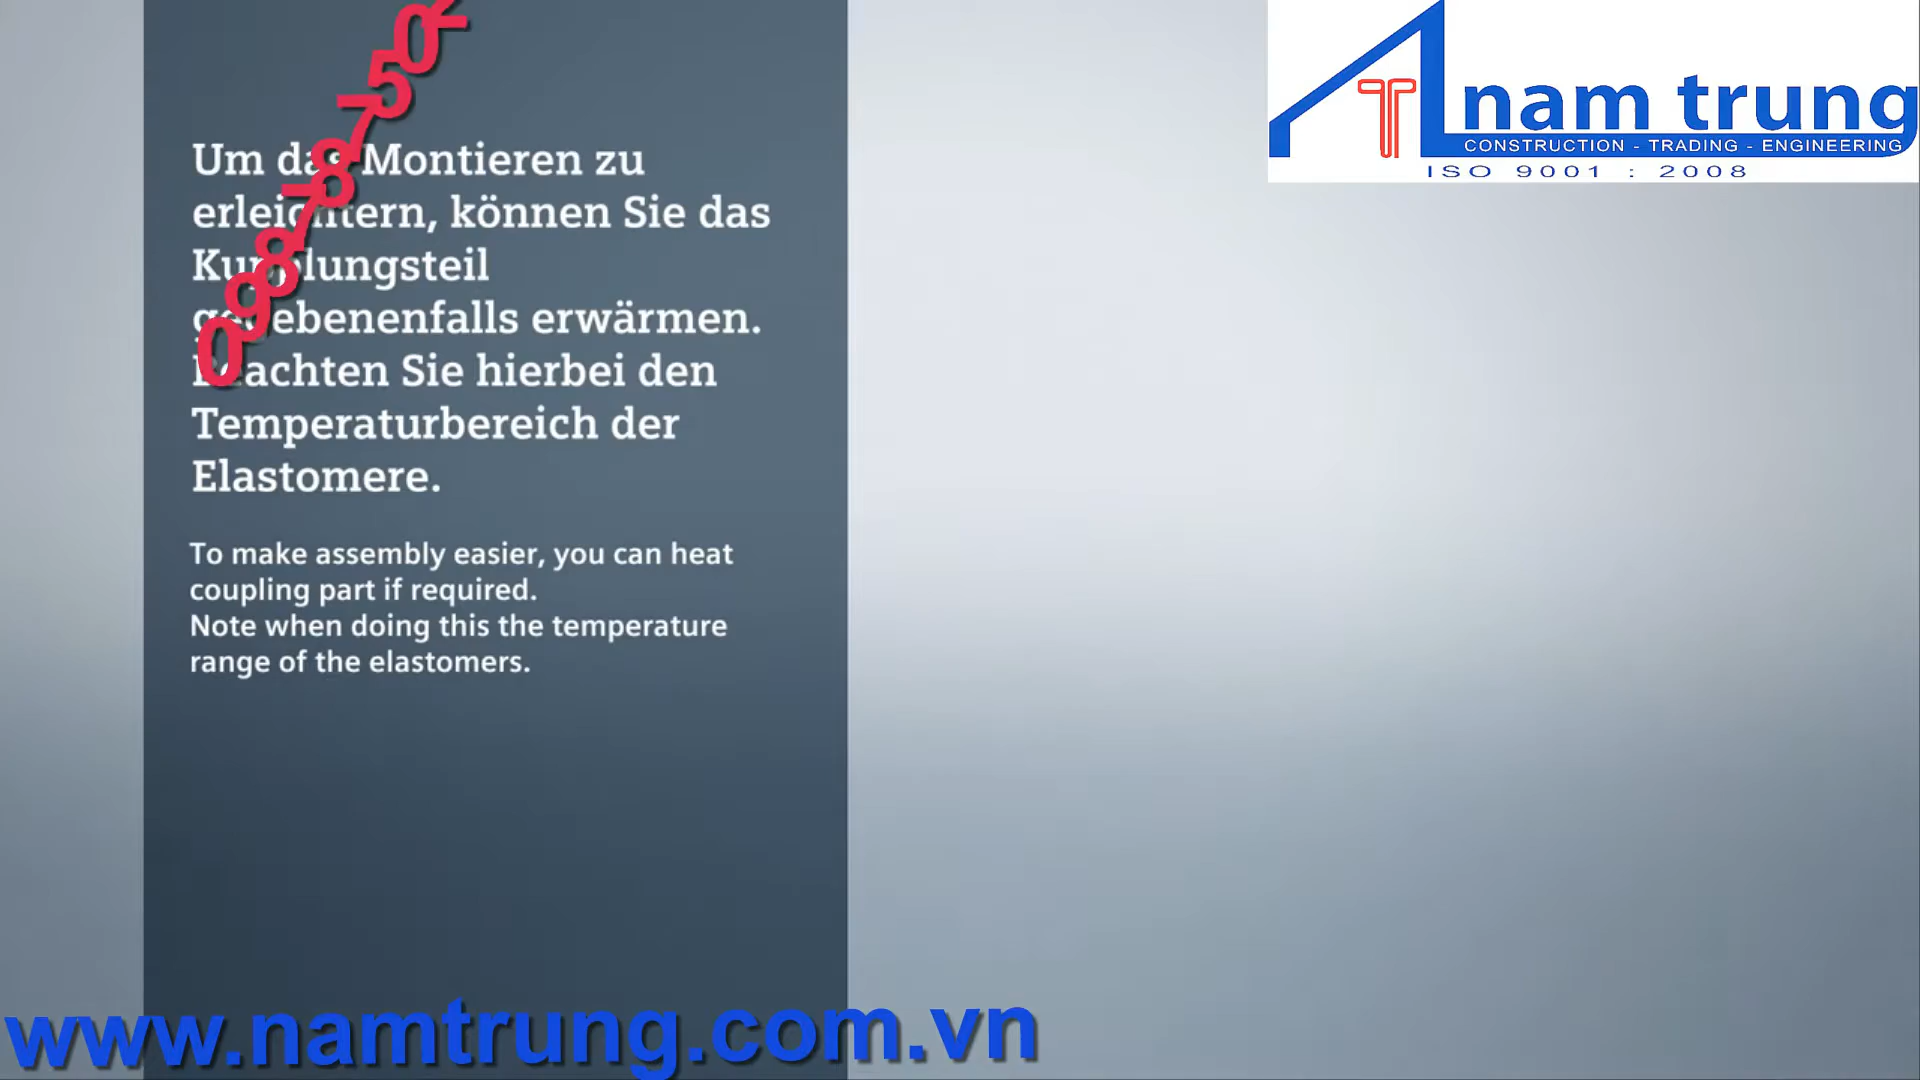 nam trung
CONSTRUCTION - TRADING - ENGINEERING
ISO 9001 : 2008
Um das Montieren zu
erleichtern, können Sie das
Kupplungsteil
gegebenenfalls erwärmen.
Beachten Sie hierbei den
Temperaturbereich der
Elastomere.
To make assembly easier, you can heat
coupling part if required.
Note when doing this the temperature
range of the elastomers.
www.namtrung.com.vn